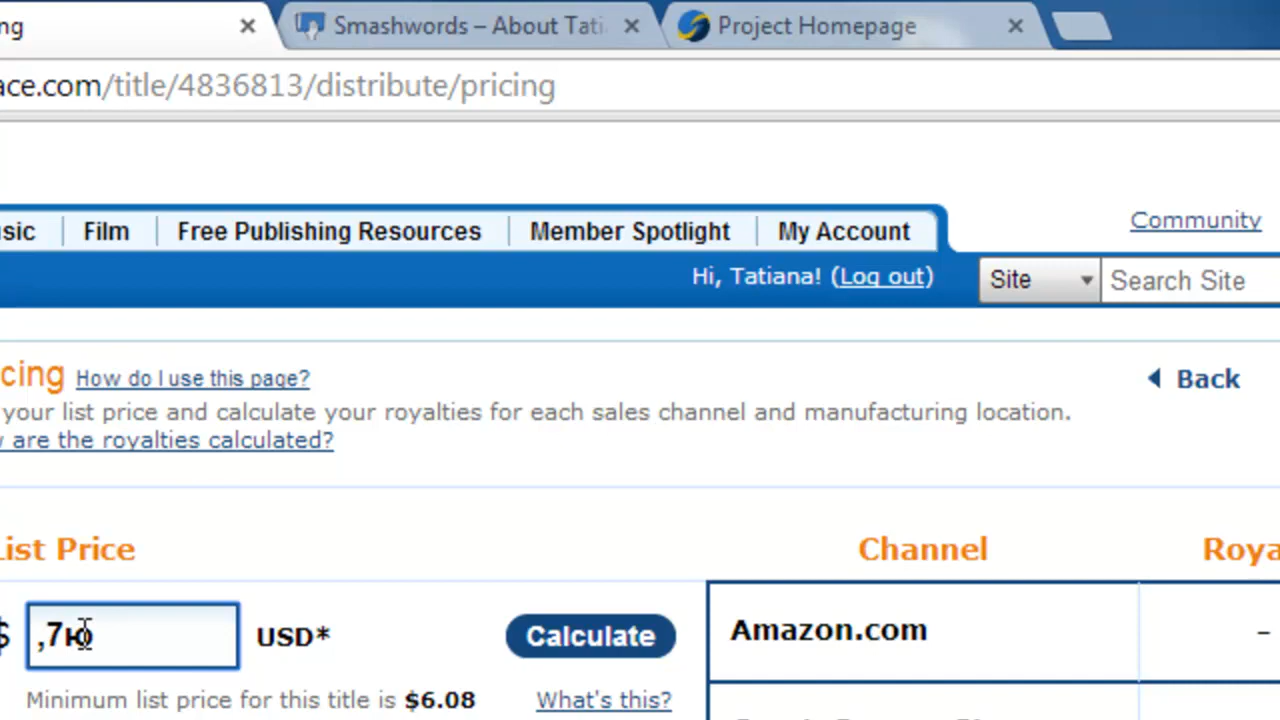 ng Smashwords – About Tati Project Homepage
ace.com/title/4836813/distribute/pricing
Community
sic Film Free Publishing Resources Member Spotlight My Account
Hi, Tatiana! (Log out) Site Search Site
cing How do I use this page? Back
your list price and calculate your royalties for each sales channel and manufacturing location.
w are the royalties calculated?
List Price Channel Roya
$ ,7ю USD* Calculate Amazon.com –
Minimum list price for this title is $6.08 What's this?